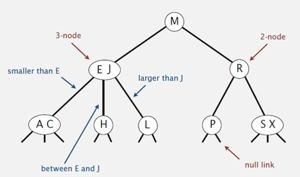 M
3-node
2-node
E J
R
smaller than E
larger than J
A C
H
L
P
S X
between E and J
null link